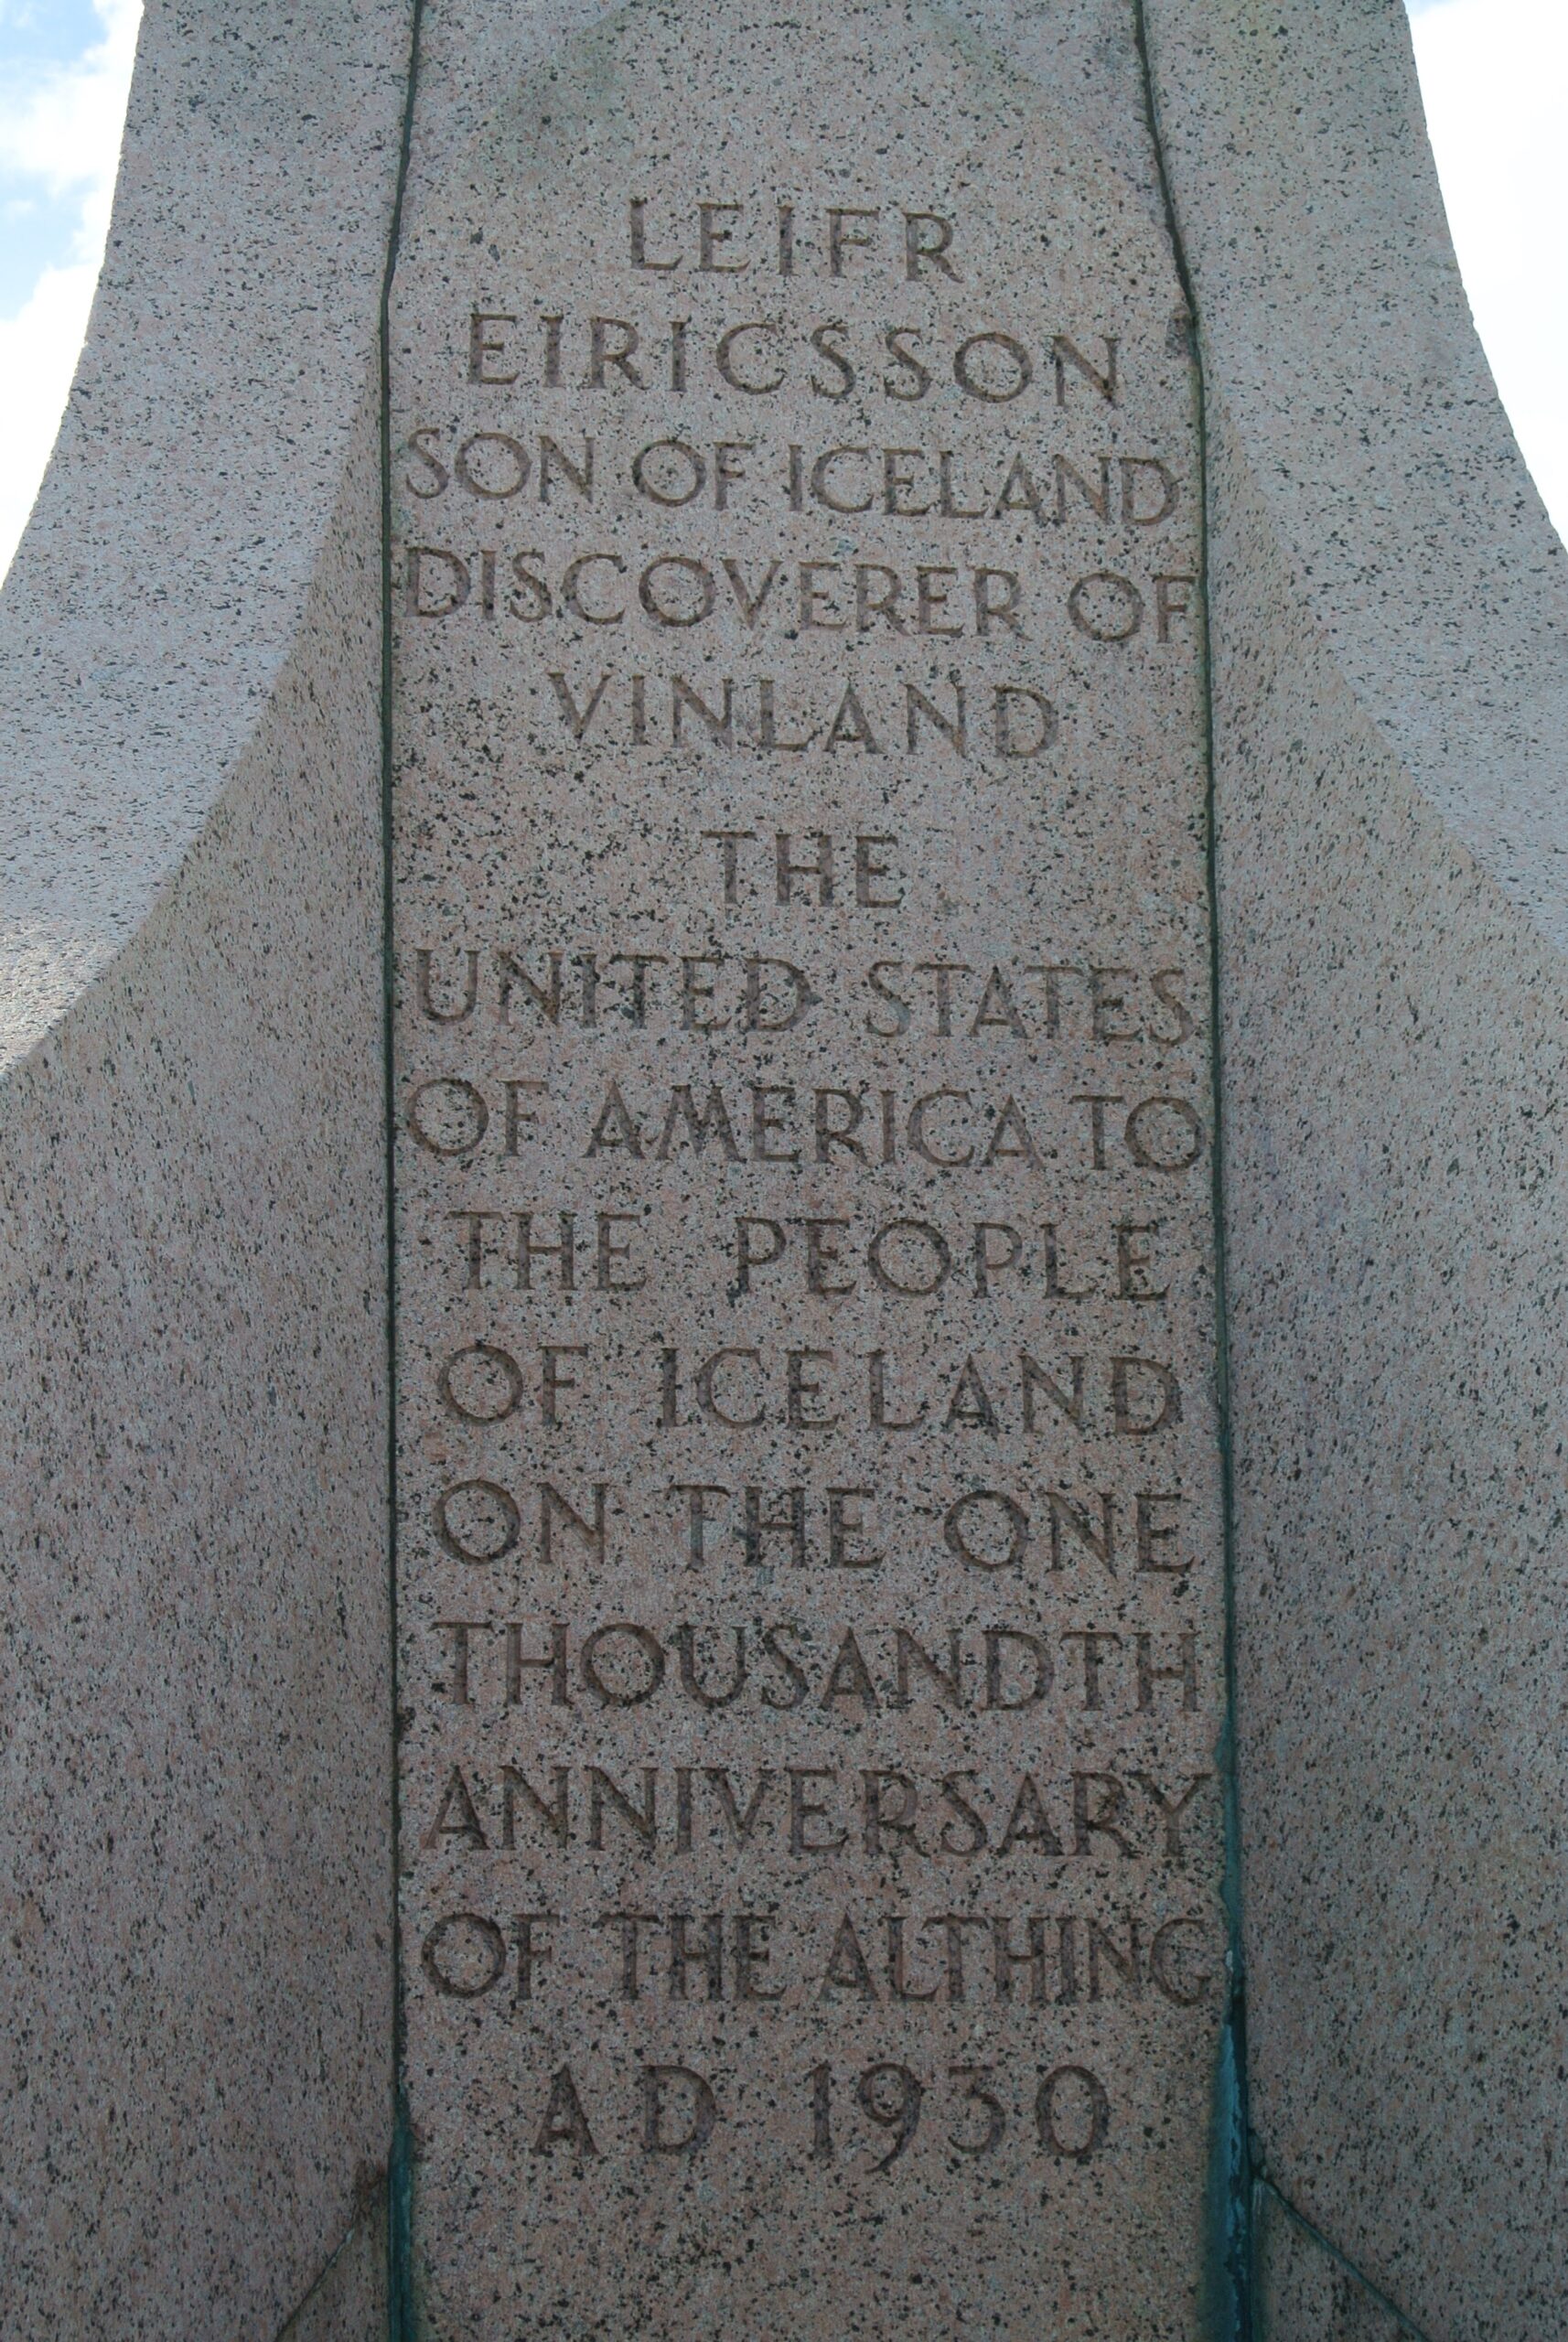 LEIFR
EIRICSSON
SON OF ICELAND
DISCOVERER OF
VINLAND
THE
UNITED STATES
OF AMERICA TO
THE PEOPLE
OF ICELAND
ON THE ONE
THOUSANDTH
ANNIVERSARY
OF THE ALTHING
AD 1930